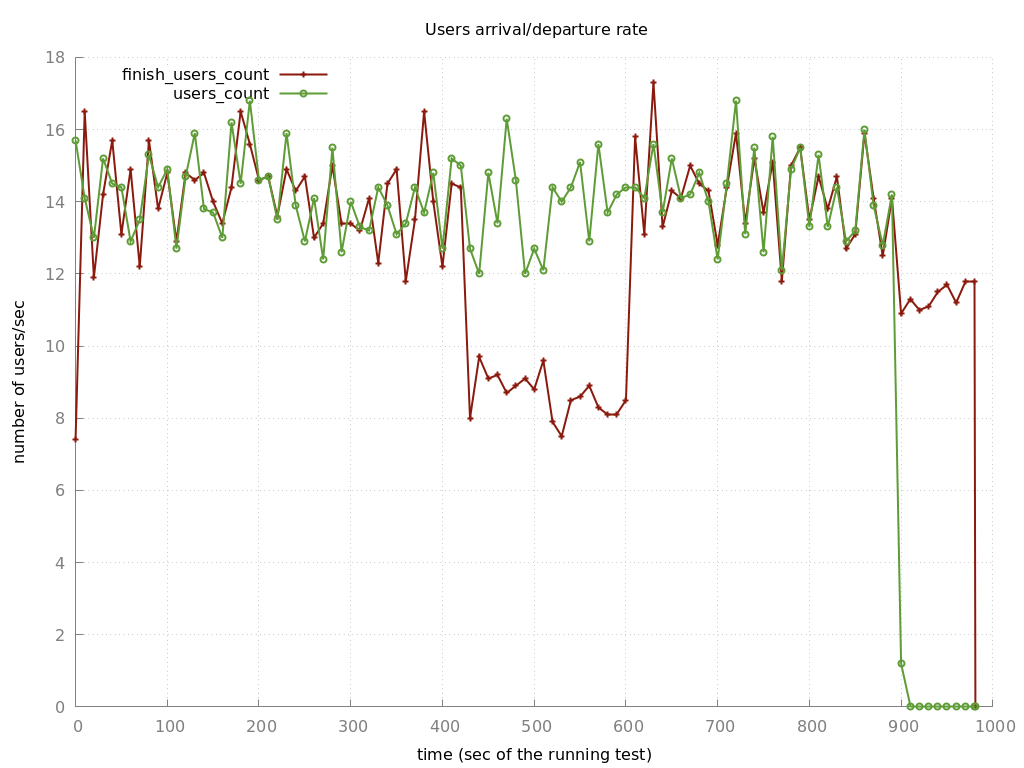 Users arrival/departure rate
finish_users_count
users_count
number of users/sec
18
16
14
12
10
8
6
4
2
0
0 100 200 300 400 500 600 700 800 900 1000
time (sec of the running test)